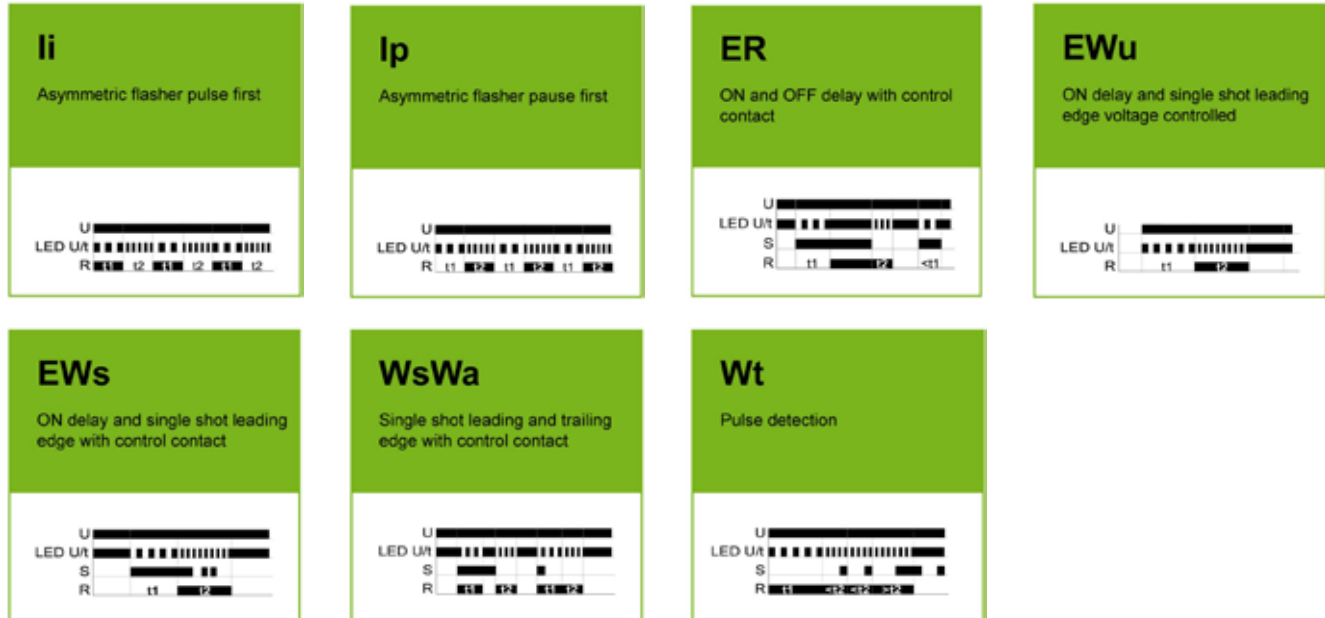 Ii
Asymmetric flasher pulse first
U
LED U/t
R t1 t2 t1 t2 t1 t2
Ip
Asymmetric flasher pause first
U
LED U/t
R t1 t2 t1 t2 t1 t2
ER
ON and OFF delay with control
contact
U
LED U/t
S
R t1 t2 <t1
EWu
ON delay and single shot leading
edge voltage controlled
U
LED U/t
R t1 t2
EWs
ON delay and single shot leading
edge with control contact
U
LED U/t
S
R t1 t2
WsWa
Single shot leading and trailing
edge with control contact
U
LED U/t
S
R t1 t2 t1 t2
Wt
Pulse detection
U
LED U/t
S
R t1 <t2 <t2 >t2